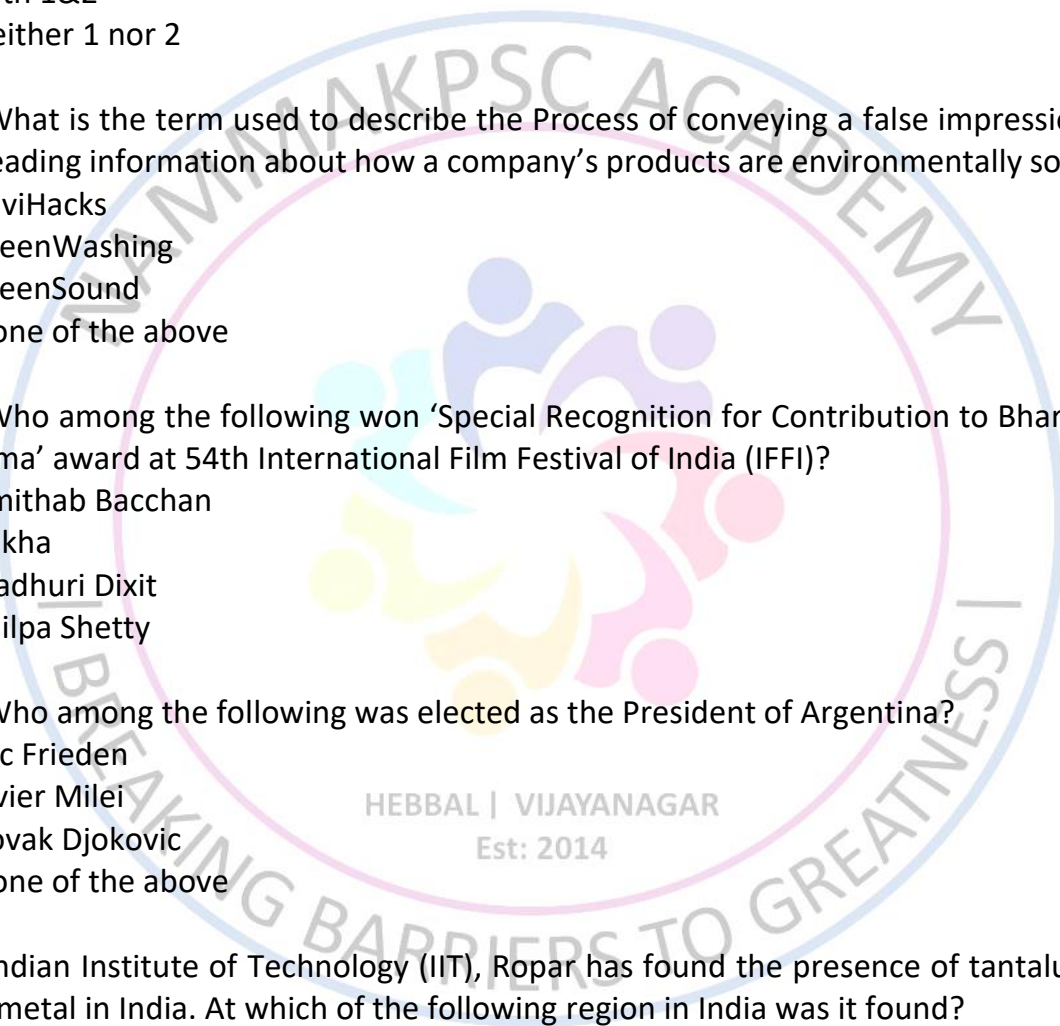 either 1 nor 2
NAMMAKPSC ACADEMY
What is the term used to describe the Process of conveying a false impressi
eading information about how a company's products are environmentally so
viHacks
eenWashing
eenSound
one of the above
Who among the following won 'Special Recognition for Contribution to Bhar
ma' award at 54th International Film Festival of India (IFFI)?
mithab Bacchan
kha
adhuri Dixit
ilpa Shetty
Who among the following was elected as the President of Argentina?
c Frieden
vier Milei
ovak Djokovic
one of the above
HEBBAL | VIJAYANAGAR
Est: 2014
| BREAKING BARRIERS TO GREATNESS |
ndian Institute of Technology (IIT), Ropar has found the presence of tantalu
metal in India. At which of the following region in India was it found?